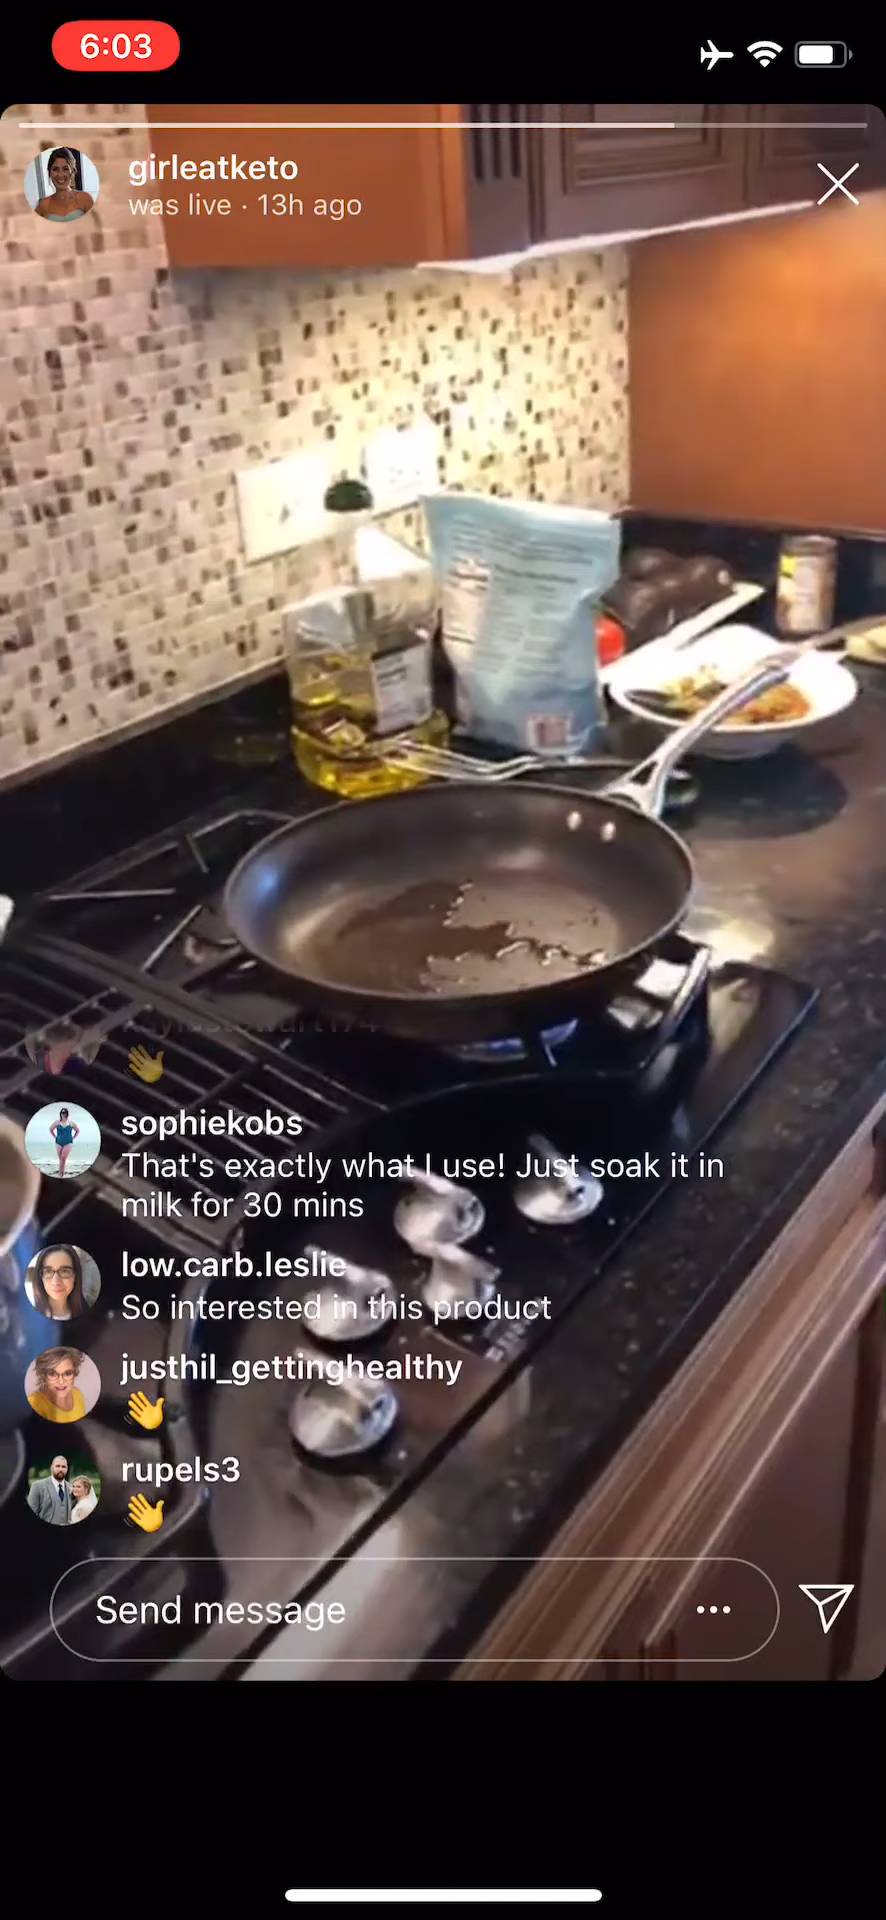 6:03
girleatketo
was live · 13h ago
sophiekobs
That's exactly what I use! Just soak it in
milk for 30 mins
low.carb.leslie
So interested in this product
justhil_gettinghealthy
👋
rupels3
👋
Send message